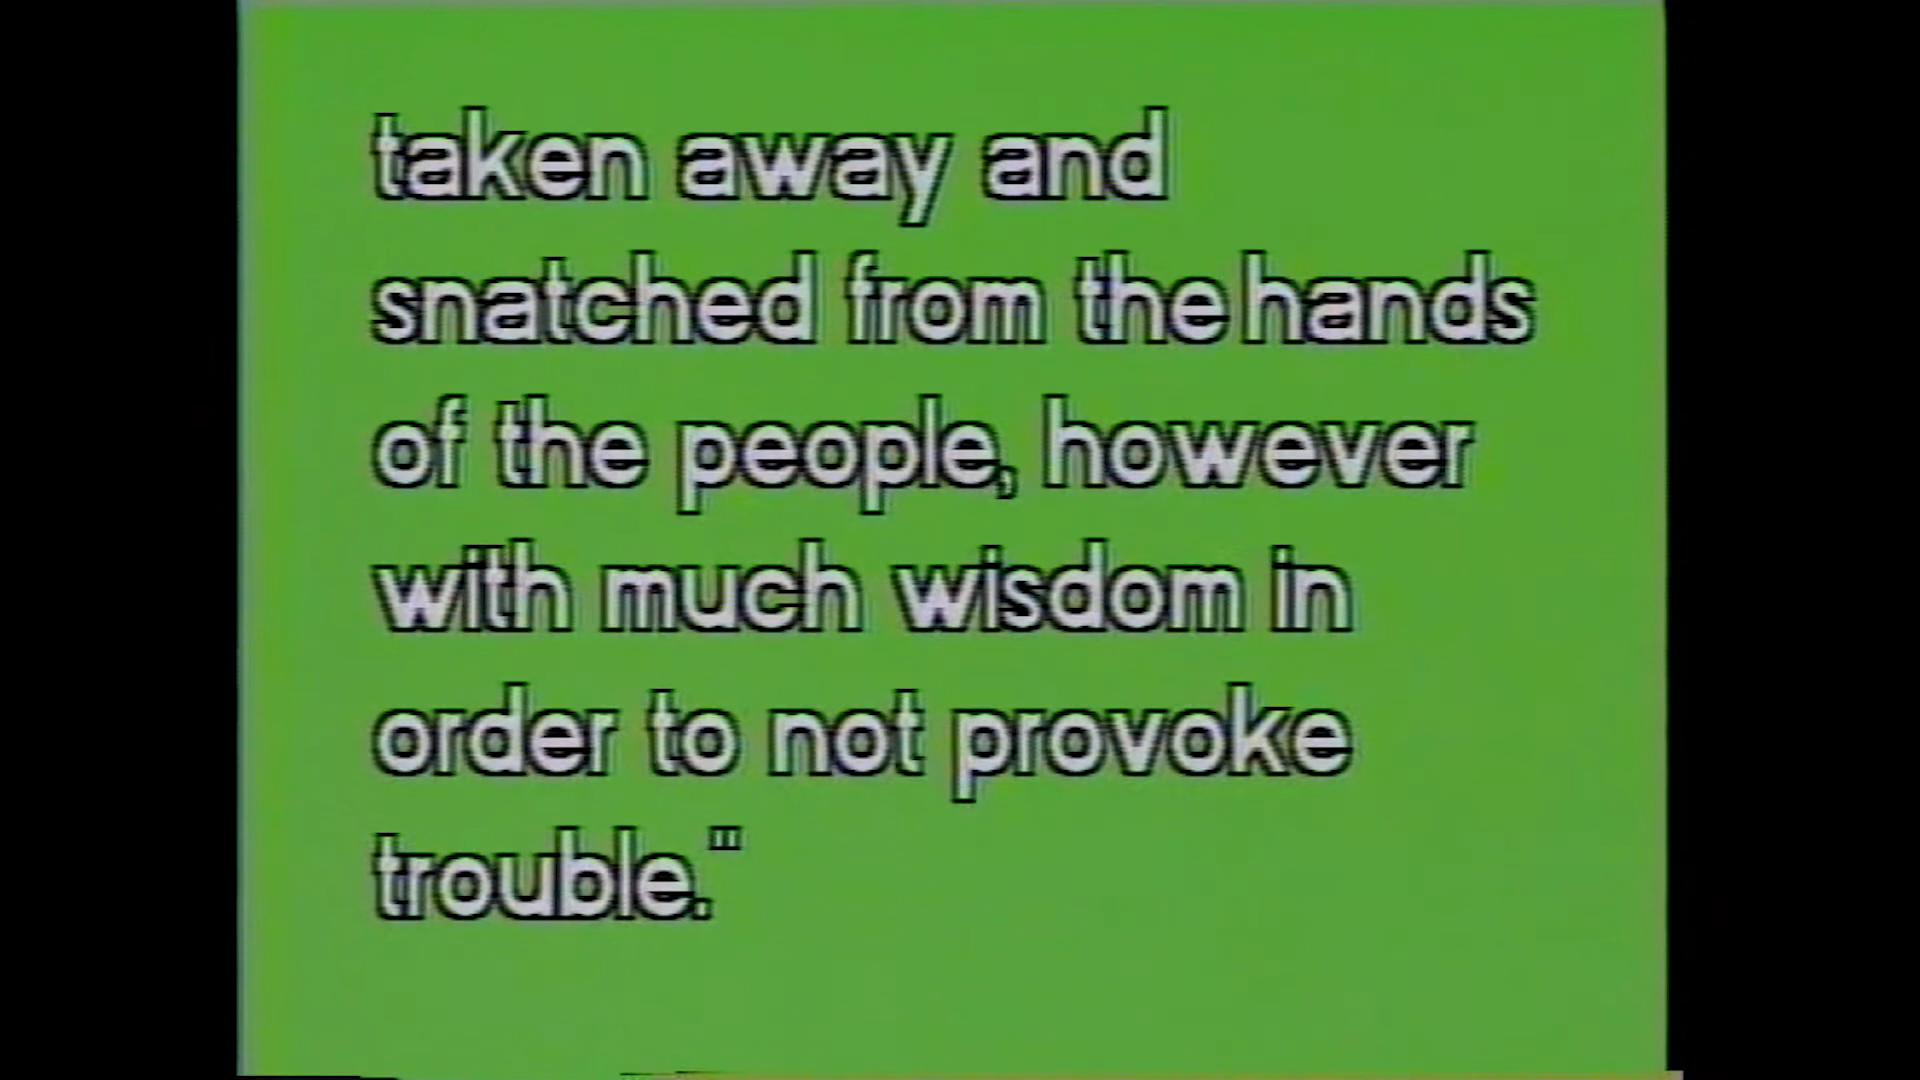 taken away and
snatched from the hands
of the people, however
with much wisdom in
order to not provoke
trouble."